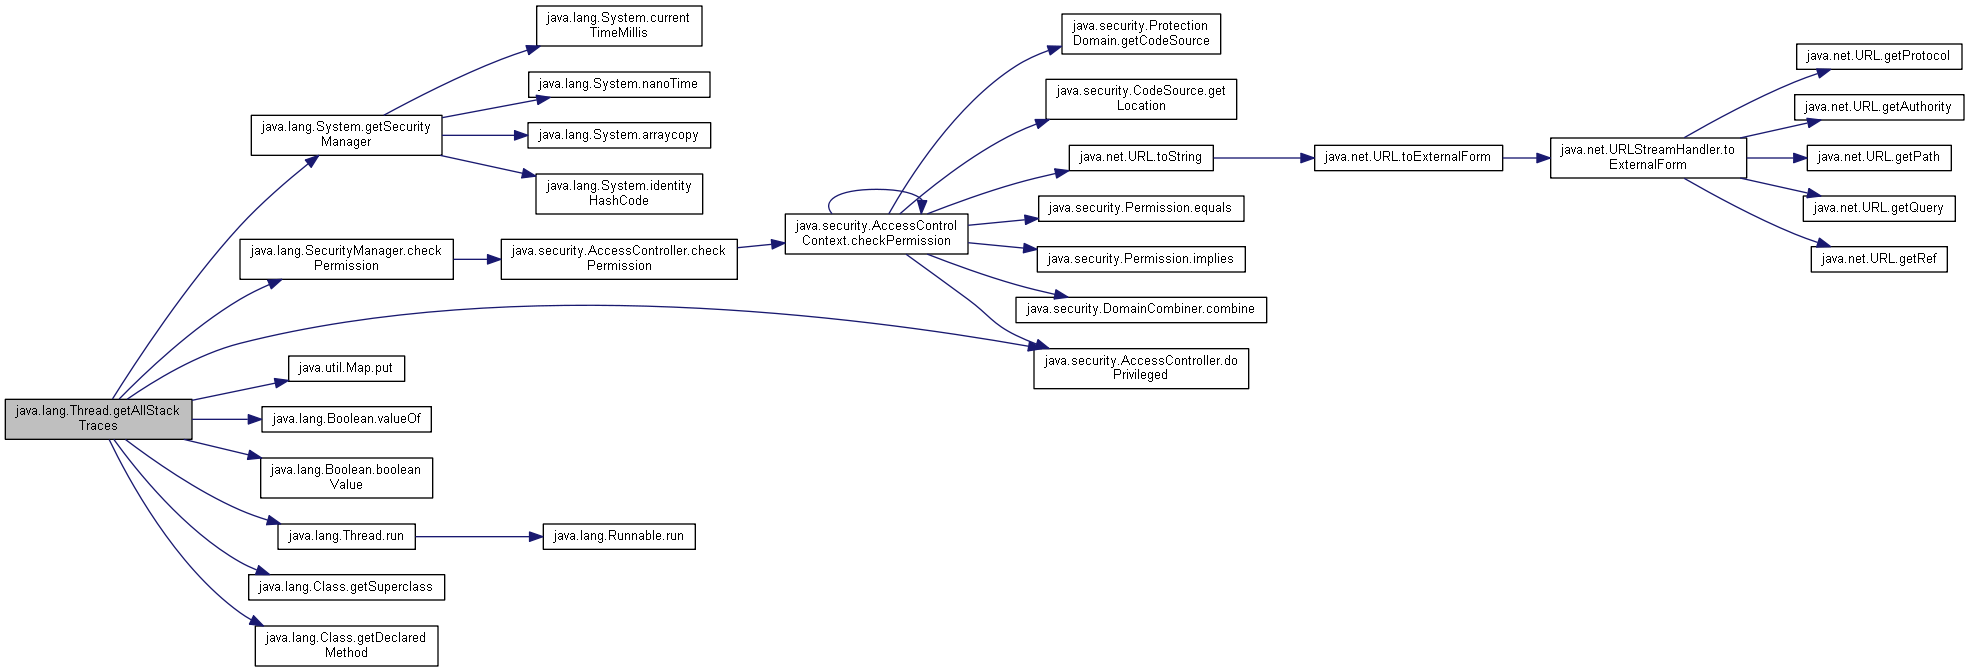 java.lang.Thread.getAllStack
Traces
java.lang.System.getSecurity
Manager
java.lang.System.current
TimeMillis
java.lang.System.nanoTime
java.lang.System.arraycopy
java.lang.System.identity
HashCode
java.lang.SecurityManager.check
Permission
java.security.AccessController.check
Permission
java.security.AccessControl
Context.checkPermission
java.security.Protection
Domain.getCodeSource
java.security.CodeSource.get
Location
java.net.URL.toString
java.net.URL.toExternalForm
java.net.URLStreamHandler.to
ExternalForm
java.net.URL.getProtocol
java.net.URL.getAuthority
java.net.URL.getPath
java.net.URL.getQuery
java.net.URL.getRef
java.security.Permission.equals
java.security.Permission.implies
java.security.DomainCombiner.combine
java.security.AccessController.do
Privileged
java.util.Map.put
java.lang.Boolean.valueOf
java.lang.Boolean.boolean
Value
java.lang.Thread.run
java.lang.Runnable.run
java.lang.Class.getSuperclass
java.lang.Class.getDeclared
Method